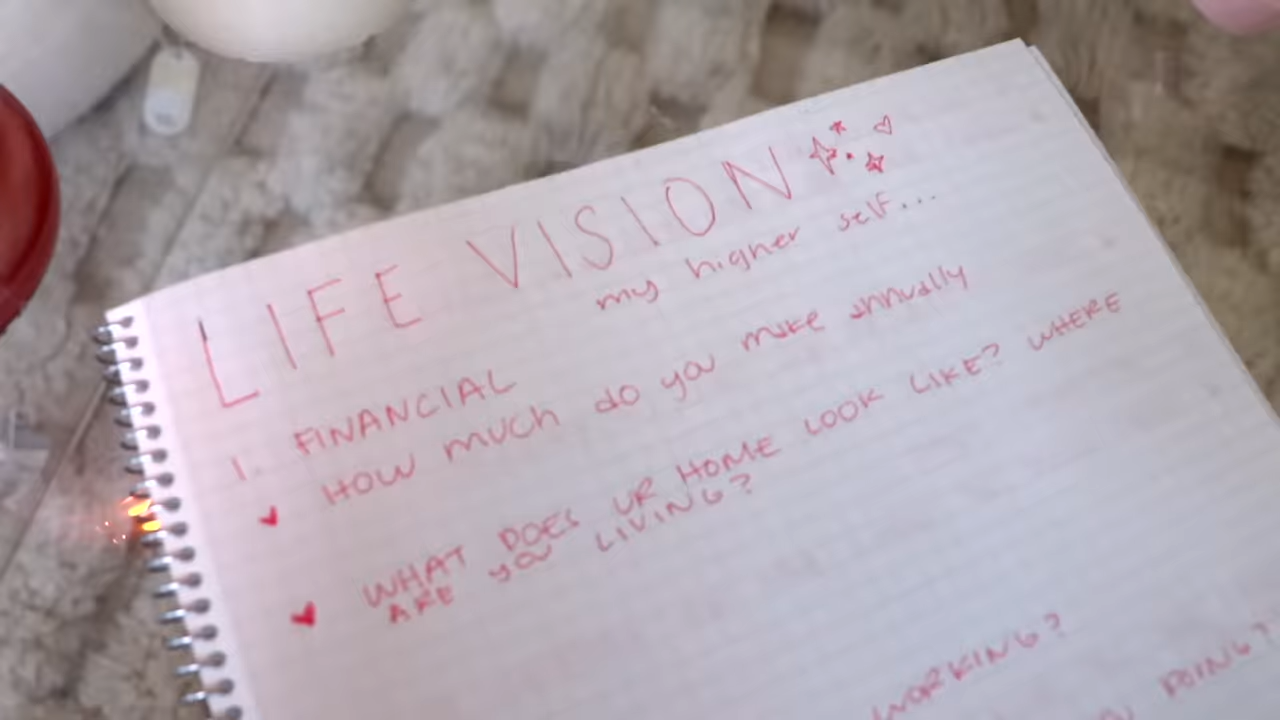 LIFE VISION
my higher self...
1. FINANCIAL
HOW much do you make annually
WHAT DOES UR HOME LOOK LIKE? WHERE
ARE you LIVING?
WORKING?
DOING?